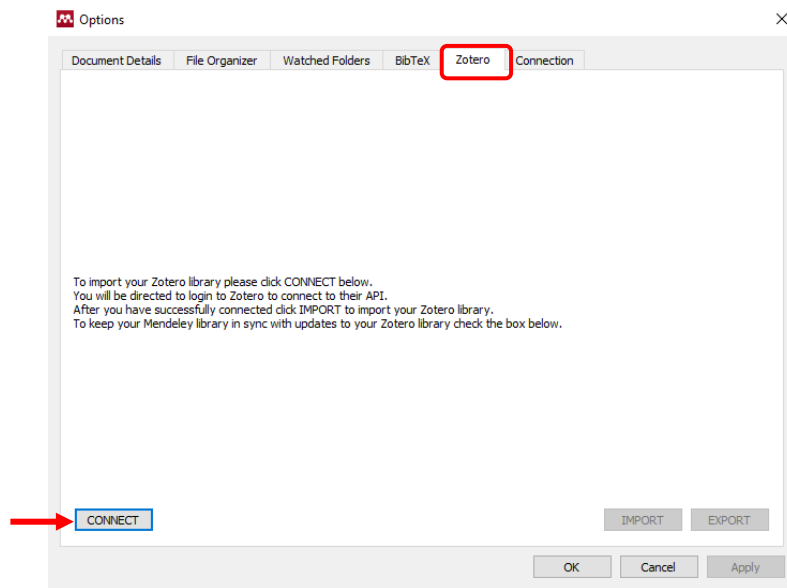 Options
Document Details File Organizer Watched Folders BibTeX Zotero Connection
To import your Zotero library please click CONNECT below.
You will be directed to login to Zotero to connect to their API.
After you have successfully connected click IMPORT to import your Zotero library.
To keep your Mendeley library in sync with updates to your Zotero library check the box below.
CONNECT IMPORT EXPORT
OK Cancel Apply